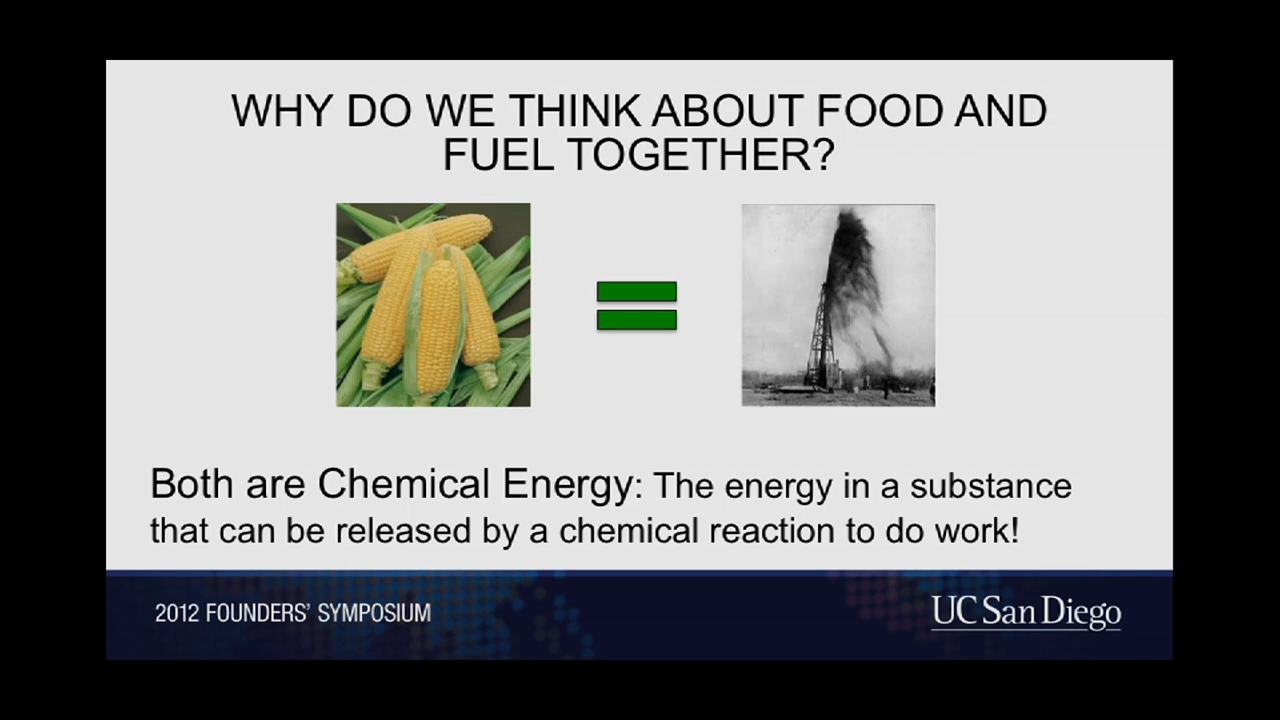 WHY DO WE THINK ABOUT FOOD AND
FUEL TOGETHER?
Both are Chemical Energy: The energy in a substance
that can be released by a chemical reaction to do work!
2012 FOUNDERS’ SYMPOSIUM
UC San Diego